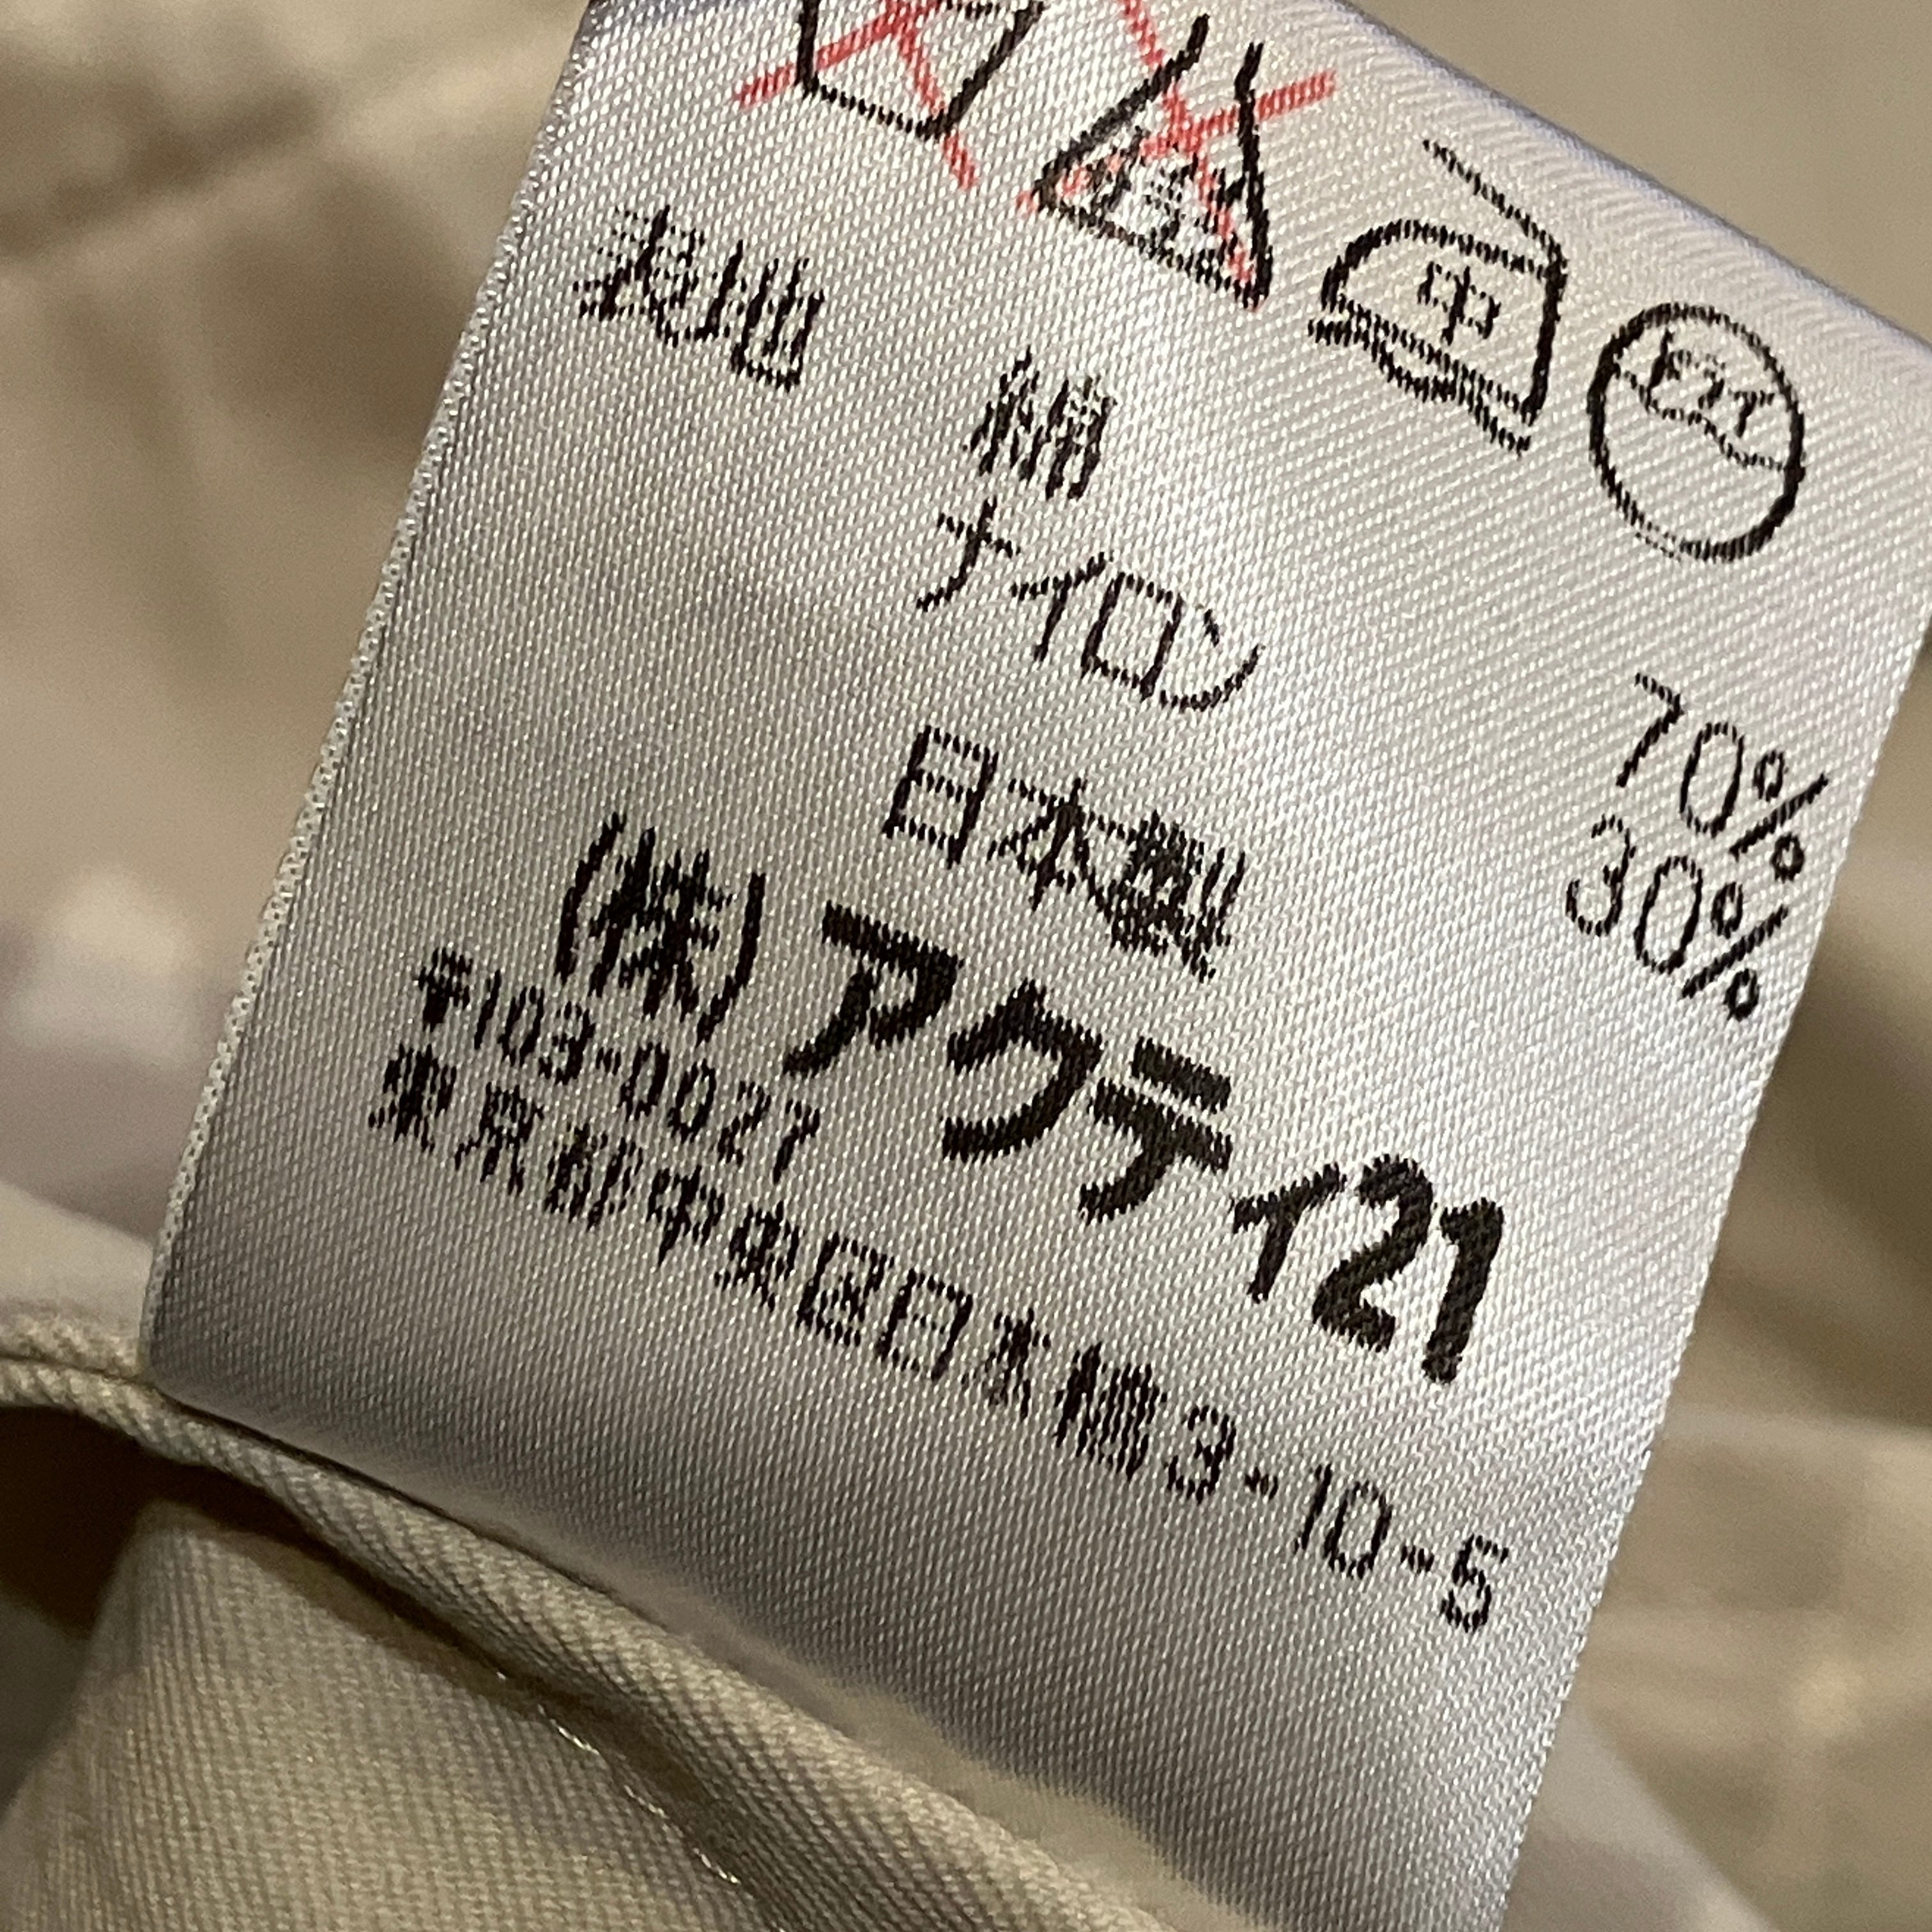 中
ドライ
表地
綿 70%
ナイロン 30%
日本製
(株)アクティ21
〒103-0027
東京都中央区日本橋3-10-5